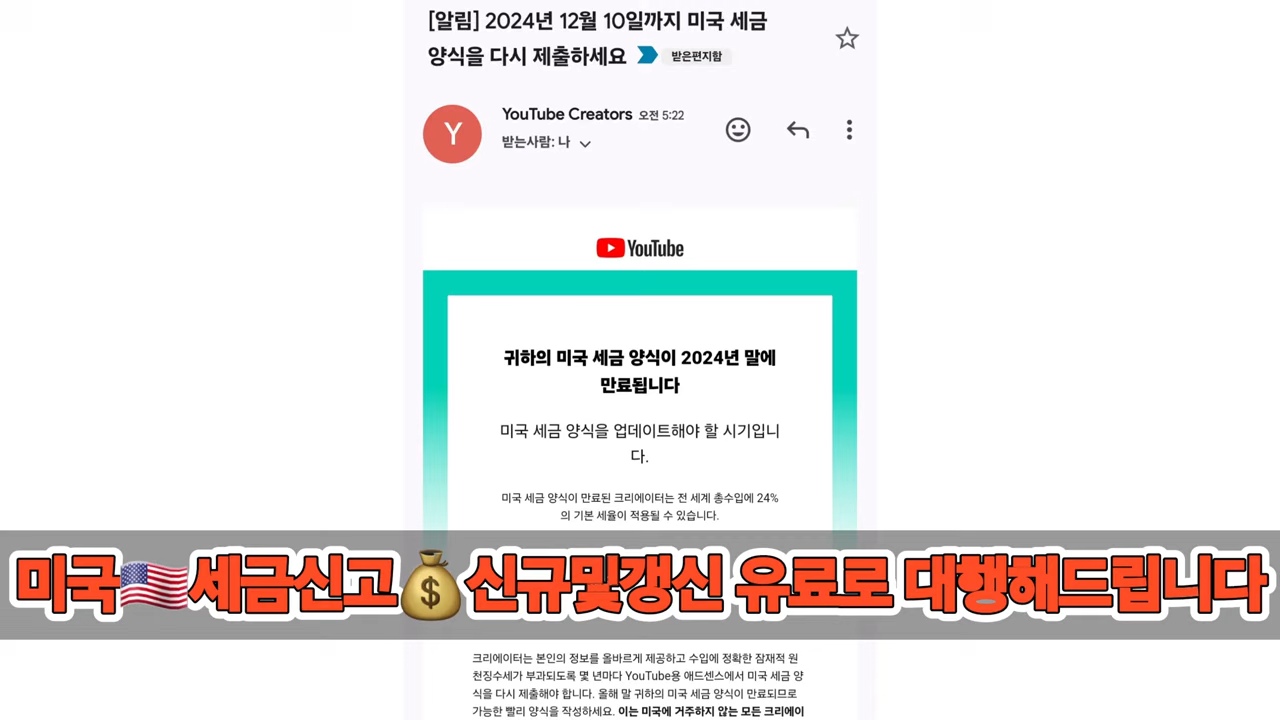 [알림] 2024년 12월 10일까지 미국 세금
양식을 다시 제출하세요 받은편지함
YouTube Creators 오전 5:22
Y
받는사람: 나
YouTube
귀하의 미국 세금 양식이 2024년 말에
만료됩니다
미국 세금 양식을 업데이트해야 할 시기입니
다.
미국 세금 양식이 만료된 크리에이터는 전 세계 총수입에 24%
의 기본 세율이 적용될 수 있습니다.
미국🇺🇸세금신고💰신규및갱신 유료로 대행해드립니다
크리에이터는 본인의 정보를 올바르게 제공하고 수입에 정확한 잠재적 원
천징수세가 부과되도록 몇 년마다 YouTube용 애드센스에서 미국 세금 양
식을 다시 제출해야 합니다. 올해 말 귀하의 미국 세금 양식이 만료되므로
가능한 빨리 양식을 작성하세요. 이는 미국에 거주하지 않는 모든 크리에이